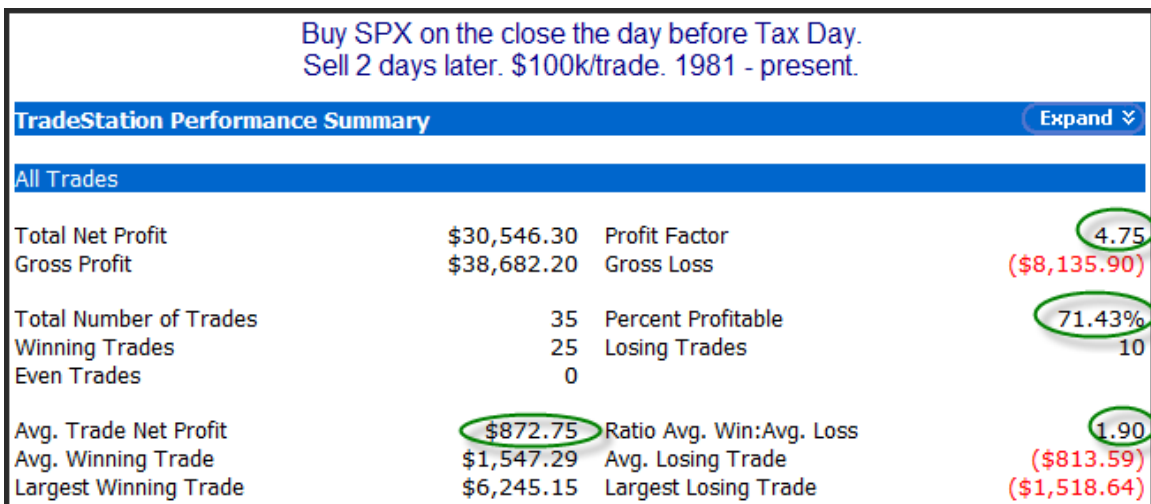 Buy SPX on the close the day before Tax Day.
Sell 2 days later. $100k/trade. 1981 - present.
TradeStation Performance Summary Expand
All Trades
Total Net Profit $30,546.30 Profit Factor 4.75
Gross Profit $38,682.20 Gross Loss ($8,135.90)
Total Number of Trades 35 Percent Profitable 71.43%
Winning Trades 25 Losing Trades 10
Even Trades 0
Avg. Trade Net Profit $872.75 Ratio Avg. Win:Avg. Loss 1.90
Avg. Winning Trade $1,547.29 Avg. Losing Trade ($813.59)
Largest Winning Trade $6,245.15 Largest Losing Trade ($1,518.64)